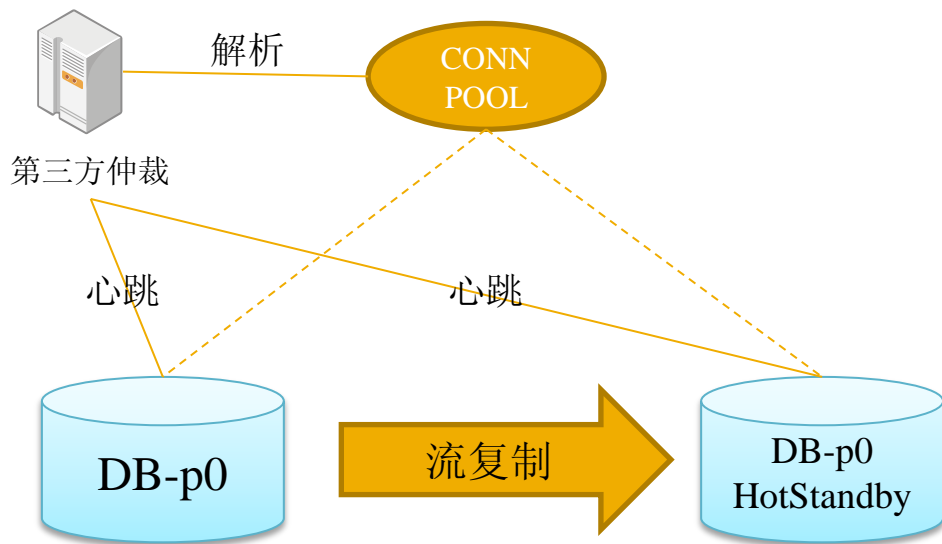 解析
CONN
POOL
第三方仲裁
心跳
心跳
DB-p0
流复制
DB-p0
HotStandby